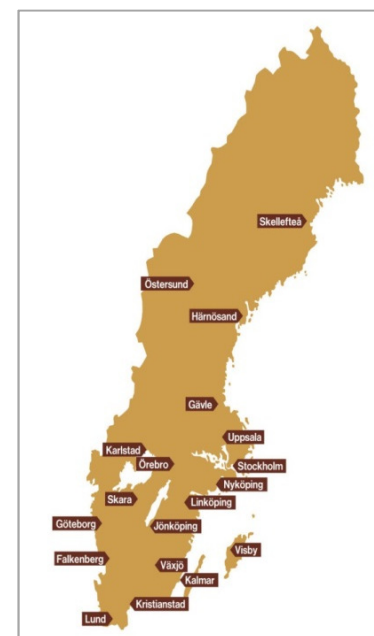 Skellefteå
Östersund
Härnösand
Gävle
Uppsala
Karlstad
Örebro
Stockholm
Nyköping
Skara
Linköping
Göteborg
Jönköping
Visby
Falkenberg
Växjö
Kalmar
Kristianstad
Lund